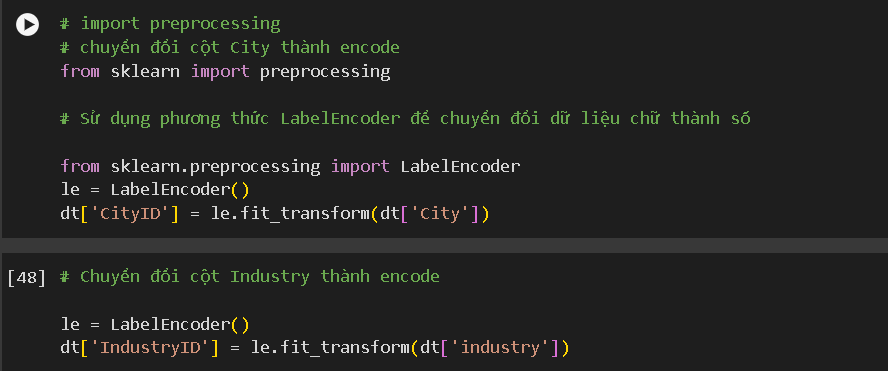 # import preprocessing
# chuyển đổi cột City thành encode
from sklearn import preprocessing
# Sử dụng phương thức LabelEncoder để chuyển đổi dữ liệu chữ thành số
from sklearn.preprocessing import LabelEncoder
le = LabelEncoder()
dt['CityID'] = le.fit_transform(dt['City'])
[48] # Chuyển đổi cột Industry thành encode
le = LabelEncoder()
dt['IndustryID'] = le.fit_transform(dt['industry'])